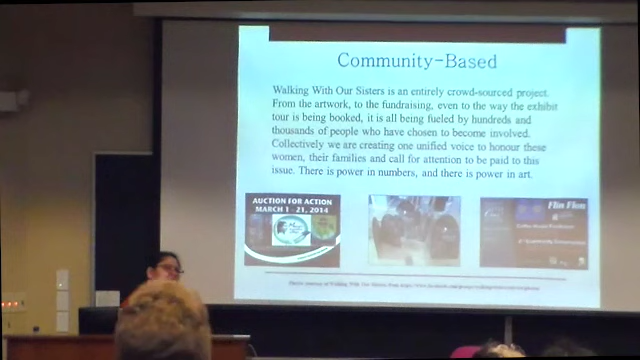 Community-Based
Walking With Our Sisters is an entirely crowd-sourced project.
From the artwork, to the fundraising, even to the way the exhibit
tour is being booked, it is all being fueled by hundreds and
thousands of people who have chosen to become involved.
Collectively we are creating one unified voice to honour these
women, their families and call for attention to be paid to this
issue. There is power in numbers, and there is power in art.
AUCTION FOR ACTION
MARCH 1 - 21, 2014
Flin Flon